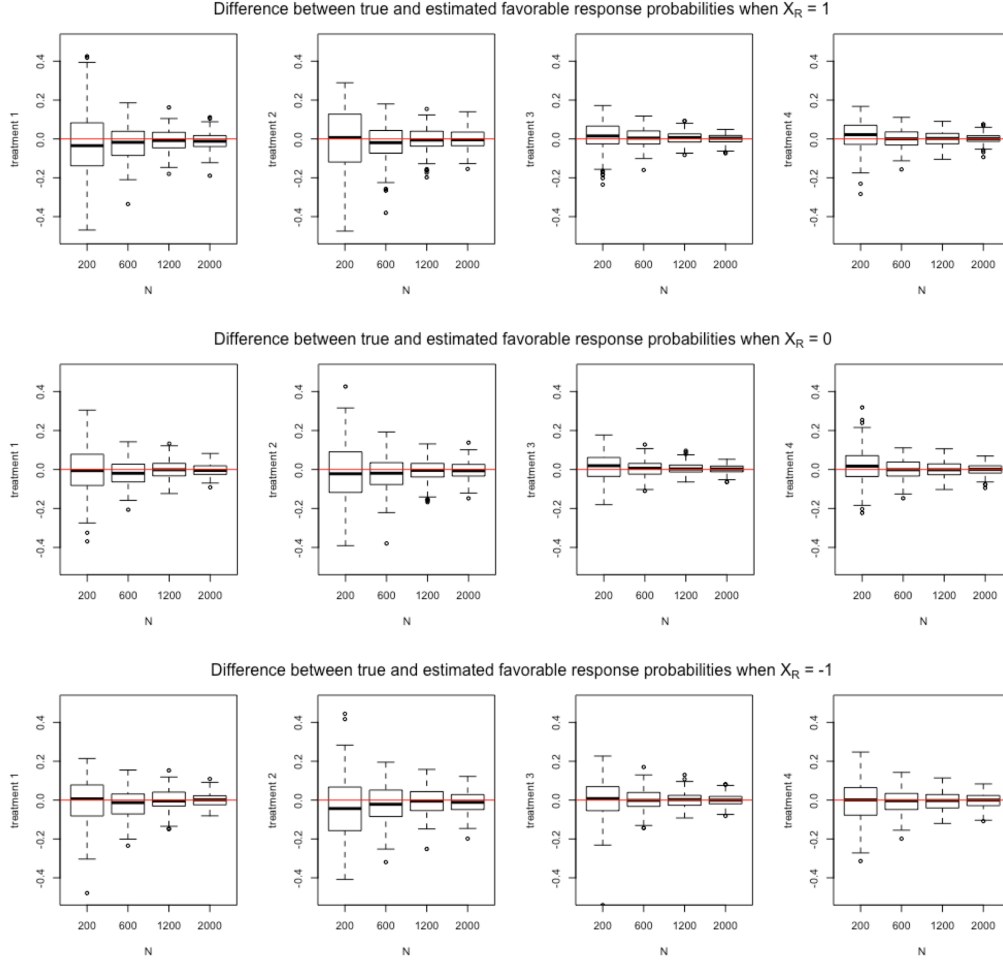 Difference between true and estimated favorable response probabilities when X_R = 1
treatment 1
0.4
0.2
0.0
-0.2
-0.4
200 600 1200 2000
N
treatment 2
0.4
0.2
0.0
-0.2
-0.4
200 600 1200 2000
N
treatment 3
0.4
0.2
0.0
-0.2
-0.4
200 600 1200 2000
N
treatment 4
0.4
0.2
0.0
-0.2
-0.4
200 600 1200 2000
N
Difference between true and estimated favorable response probabilities when X_R = 0
treatment 1
0.4
0.2
0.0
-0.2
-0.4
200 600 1200 2000
N
treatment 2
0.4
0.2
0.0
-0.2
-0.4
200 600 1200 2000
N
treatment 3
0.4
0.2
0.0
-0.2
-0.4
200 600 1200 2000
N
treatment 4
0.4
0.2
0.0
-0.2
-0.4
200 600 1200 2000
N
Difference between true and estimated favorable response probabilities when X_R = -1
treatment 1
0.4
0.2
0.0
-0.2
-0.4
200 600 1200 2000
N
treatment 2
0.4
0.2
0.0
-0.2
-0.4
200 600 1200 2000
N
treatment 3
0.4
0.2
0.0
-0.2
-0.4
200 600 1200 2000
N
treatment 4
0.4
0.2
0.0
-0.2
-0.4
200 600 1200 2000
N